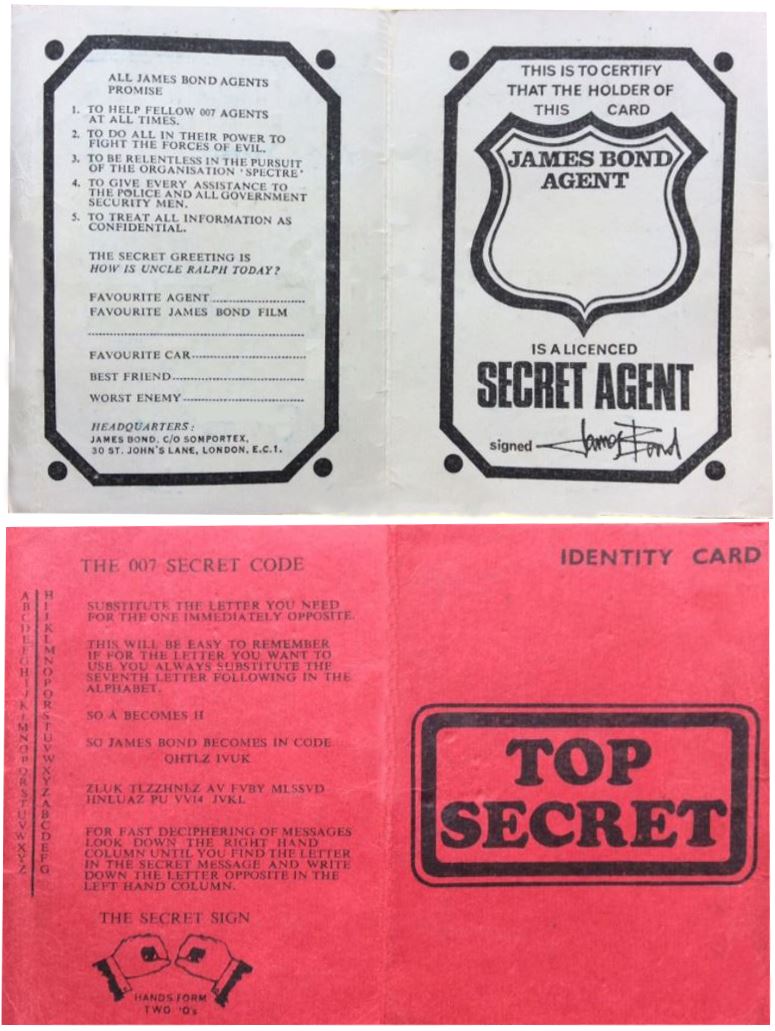 ALL JAMES BOND AGENTS
PROMISE
1. TO HELP FELLOW 007 AGENTS
AT ALL TIMES.
2. TO DO ALL IN THEIR POWER TO
FIGHT THE FORCES OF EVIL.
3. TO BE RELENTLESS IN THE PURSUIT
OF THE ORGANISATION 'SPECTRE'
4. TO GIVE EVERY ASSISTANCE TO
THE POLICE AND ALL GOVERNMENT
SECURITY MEN.
5. TO TREAT ALL INFORMATION AS
CONFIDENTIAL.
THE SECRET GREETING IS
HOW IS UNCLE RALPH TODAY?
FAVOURITE AGENT
FAVOURITE JAMES BOND FILM
FAVOURITE CAR
BEST FRIEND
WORST ENEMY
HEADQUARTERS:
JAMES BOND, C/O SOMPORTEX,
30 ST. JOHN'S LANE, LONDON, E.C.1.
THIS IS TO CERTIFY
THAT THE HOLDER OF
THIS CARD
JAMES BOND
AGENT
IS A LICENCED
SECRET AGENT
signed James Bond
THE 007 SECRET CODE
A H
B I
C J
D K
E L
F M
G N
H O
I P
J Q
K R
L S
M T
N U
O V
P W
Q X
R Y
S Z
T A
U B
V C
W D
X E
Y F
Z G
SUBSTITUTE THE LETTER YOU NEED
FOR THE ONE IMMEDIATELY OPPOSITE.
THIS WILL BE EASY TO REMEMBER
IF FOR THE LETTER YOU WANT TO
USE YOU ALWAYS SUBSTITUTE THE
SEVENTH LETTER FOLLOWING IN THE
ALPHABET.
SO A BECOMES H
SO JAMES BOND BECOMES IN CODE
QHTLZ IVUK
ZLUK TLZZHNLZ AV FVBY MLSSVD
HNLUAZ PU VVI4 JVKL
FOR FAST DECIPHERING OF MESSAGES
LOOK DOWN THE RIGHT HAND
COLUMN UNTIL YOU FIND THE LETTER
IN THE SECRET MESSAGE AND WRITE
DOWN THE LETTER OPPOSITE IN THE
LEFT HAND COLUMN.
THE SECRET SIGN
HANDS FORM
TWO 'O's
IDENTITY CARD
TOP
SECRET